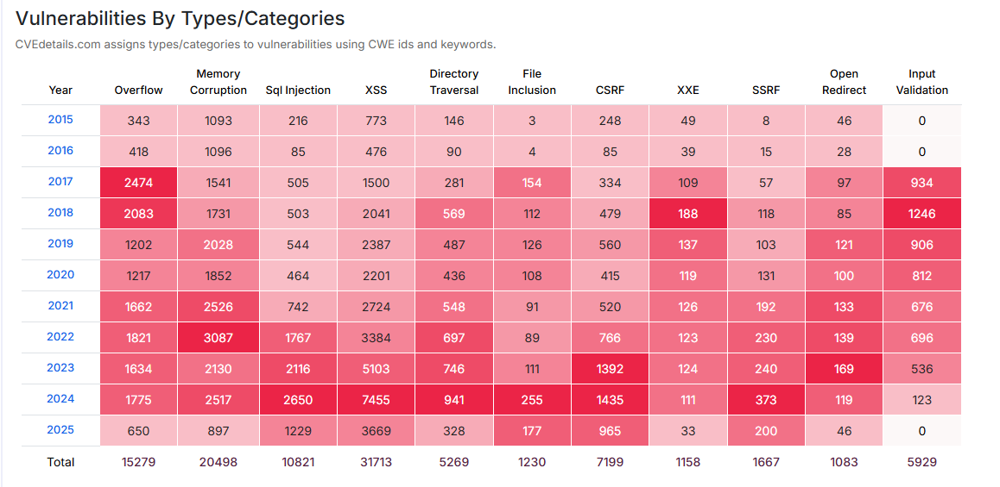 Vulnerabilities By Types/Categories
CVEdetails.com assigns types/categories to vulnerabilities using CWE ids and keywords.
Year Overflow Memory Corruption Sql Injection XSS Directory Traversal File Inclusion CSRF XXE SSRF Open Redirect Input Validation
2015 343 1093 216 773 146 3 248 49 8 46 0
2016 418 1096 85 476 90 4 85 39 15 28 0
2017 2474 1541 505 1500 281 154 334 109 57 97 934
2018 2083 1731 503 2041 569 112 479 188 118 85 1246
2019 1202 2028 544 2387 487 126 560 137 103 121 906
2020 1217 1852 464 2201 436 108 415 119 131 100 812
2021 1662 2526 742 2724 548 91 520 126 192 133 676
2022 1821 3087 1767 3384 697 89 766 123 230 139 696
2023 1634 2130 2116 5103 746 111 1392 124 240 169 536
2024 1775 2517 2650 7455 941 255 1435 111 373 119 123
2025 650 897 1229 3669 328 177 965 33 200 46 0
Total 15279 20498 10821 31713 5269 1230 7199 1158 1667 1083 5929